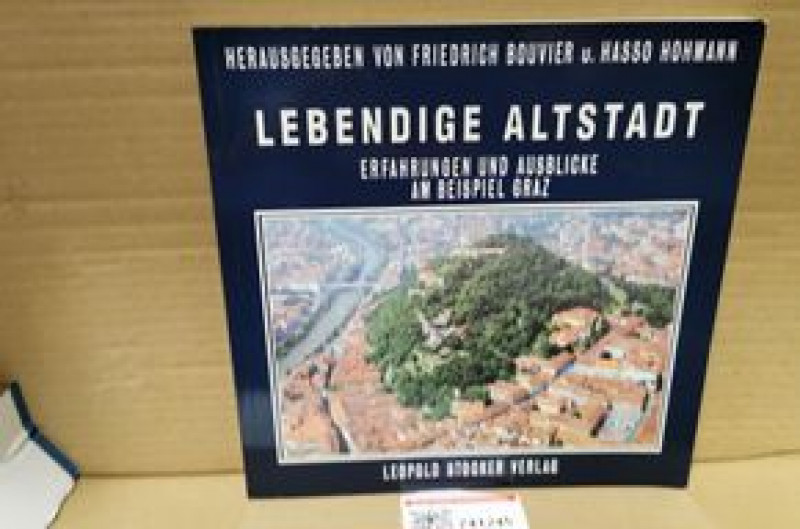 HERAUSGEGEBEN VON FRIEDRICH BOUVIER u. HASSO HOHMANN
LEBENDIGE ALTSTADT
ERFAHRUNGEN UND AUSBLICKE
AM BEISPIEL GRAZ
LEOPOLD STOCKER VERLAG